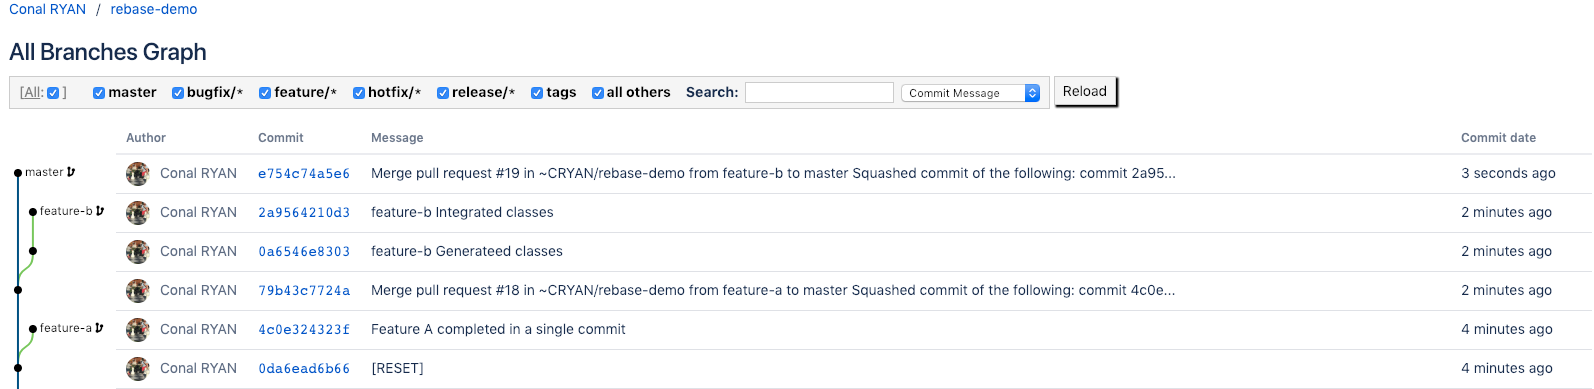 Conal RYAN / rebase-demo
All Branches Graph
[All: ] master bugfix/* feature/* hotfix/* release/* tags all others Search: Commit Message Reload
Author Commit Message Commit date
master Conal RYAN e754c74a5e6 Merge pull request #19 in ~CRYAN/rebase-demo from feature-b to master Squashed commit of the following: commit 2a95... 3 seconds ago
feature-b Conal RYAN 2a9564210d3 feature-b Integrated classes 2 minutes ago
Conal RYAN 0a6546e8303 feature-b Generateed classes 2 minutes ago
Conal RYAN 79b43c7724a Merge pull request #18 in ~CRYAN/rebase-demo from feature-a to master Squashed commit of the following: commit 4c0e... 2 minutes ago
feature-a Conal RYAN 4c0e324323f Feature A completed in a single commit 4 minutes ago
Conal RYAN 0da6ead6b66 [RESET] 4 minutes ago